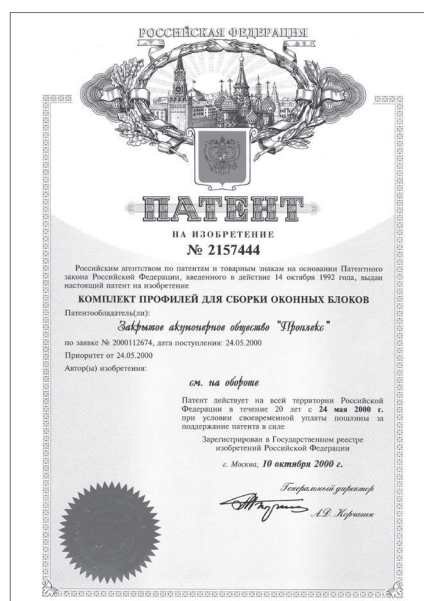 РОССИЙСКАЯ ФЕДЕРАЦИЯ
ПАТЕНТ
НА ИЗОБРЕТЕНИЕ
№ 2157444
Российским агентством по патентам и товарным знакам на основании Патентного
закона Российской Федерации, введенного в действие 14 октября 1992 года, выдан
настоящий патент на изобретение
КОМПЛЕКТ ПРОФИЛЕЙ ДЛЯ СБОРКИ ОКОННЫХ БЛОКОВ
Патентообладатель(ли):
Закрытое акционерное общество "Проплекс"
по заявке № 2000112674, дата поступления: 24.05.2000
Приоритет от 24.05.2000
Автор(ы) изобретения:
см. на обороте
Патент действует на всей территории Российской
Федерации в течение 20 лет с 24 мая 2000 г.
при условии своевременной уплаты пошлины за
поддержание патента в силе
Зарегистрирован в Государственном реестре
изобретений Российской Федерации
г. Москва, 10 октября 2000 г.
Генеральный директор
А.Д. Корчагин